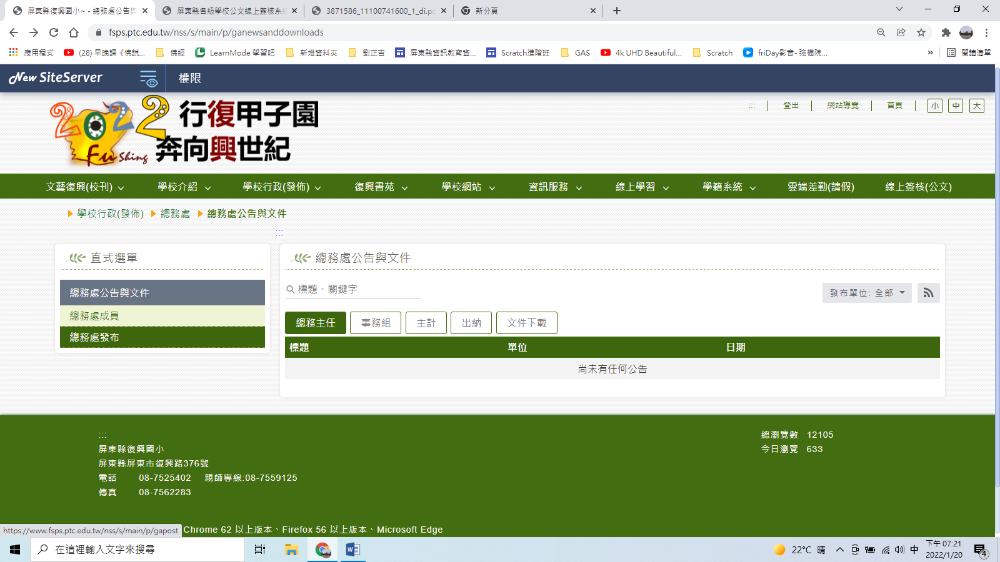 屏東縣復興國小~ - 總務處公告與
屏東縣各級學校公文線上簽核系統
3871586_11100741600_1_di.pd
新分頁
fsps.ptc.edu.tw/nss/s/main/p/ganewsanddownloads
應用程式
(28) 早晚課《佛說...
佛經
LearnMode 學習吧
新增資料夾
劉正吉
屏東縣資訊教育資...
Scratch進階班
GAS
4k UHD Beautiful...
Scratch
friDay影音- 強檔院...
»
閱讀清單
New SiteServer
權限
2022 行復甲子園
Fu Shing 奔向興世紀
:::
登出
網站導覽
首頁
小
中
大
文藝復興(校刊)
學校介紹
學校行政(發佈)
復興書苑
學校網站
資訊服務
線上學習
學籍系統
雲端差勤(請假)
線上簽核(公文)
學校行政(發佈)
總務處
總務處公告與文件
:::
直式選單
總務處公告與文件
總務處成員
總務處發布
總務處公告與文件
標題、關鍵字
發布單位: 全部
總務主任
事務組
主計
出納
文件下載
標題
單位
日期
尚未有任何公告
:::
屏東縣復興國小
屏東縣屏東市復興路376號
電話 08-7525402 親師專線:08-7559125
傳真 08-7562283
總瀏覽數 12105
今日瀏覽 633
https://www.fsps.ptc.edu.tw/nss/s/main/p/gapost
Chrome 62 以上版本、Firefox 56 以上版本、Microsoft Edge
在這裡輸入文字來搜尋
22°C 晴
中
下午 07:21
2022/1/20
4